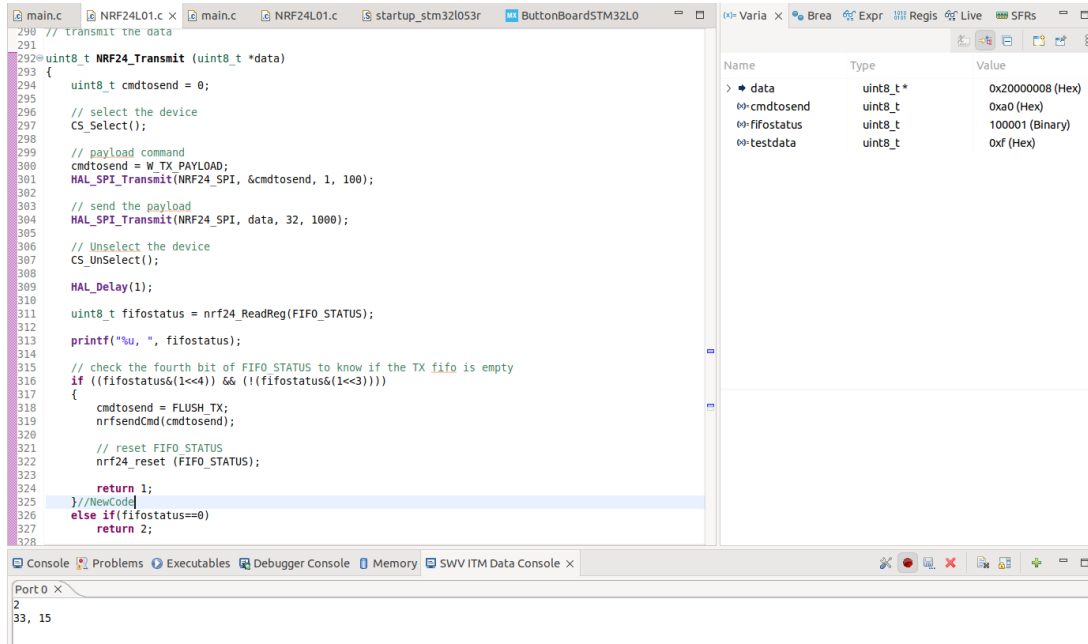 main.c NRF24L01.c main.c NRF24L01.c startup_stm32l053r ButtonBoardSTM32L0
(x)= Varia Brea Expr Regis Live SFRs
290 // transmit the data
291
292 uint8_t NRF24_Transmit (uint8_t *data)
293 {
294 uint8_t cmdtosend = 0;
295
296 // select the device
297 CS_Select();
298
299 // payload command
300 cmdtosend = W_TX_PAYLOAD;
301 HAL_SPI_Transmit(NRF24_SPI, &cmdtosend, 1, 100);
302
303 // send the payload
304 HAL_SPI_Transmit(NRF24_SPI, data, 32, 1000);
305
306 // Unselect the device
307 CS_UnSelect();
308
309 HAL_Delay(1);
310
311 uint8_t fifostatus = nrf24_ReadReg(FIFO_STATUS);
312
313 printf("%u, ", fifostatus);
314
315 // check the fourth bit of FIFO_STATUS to know if the TX fifo is empty
316 if ((fifostatus&(1<<4)) && (!(fifostatus&(1<<3))))
317 {
318 cmdtosend = FLUSH_TX;
319 nrfsendCmd(cmdtosend);
320
321 // reset FIFO_STATUS
322 nrf24_reset (FIFO_STATUS);
323
324 return 1;
325 }//NewCode
326 else if(fifostatus==0)
327 return 2;
328
Name Type Value
data uint8_t * 0x20000008 (Hex)
(x)= cmdtosend uint8_t 0xa0 (Hex)
(x)= fifostatus uint8_t 100001 (Binary)
(x)= testdata uint8_t 0xf (Hex)
Console Problems Executables Debugger Console Memory SWV ITM Data Console
Port 0
2
33, 15